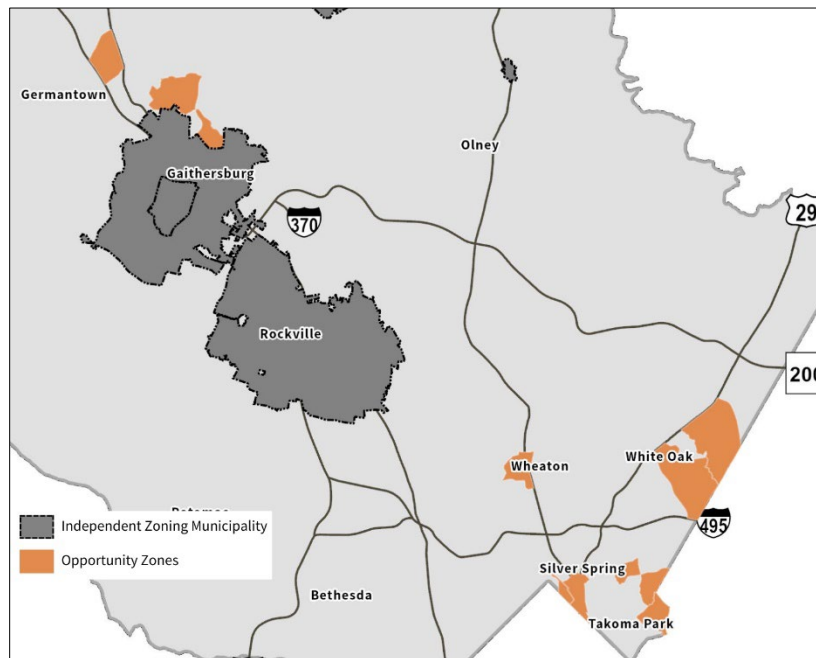 Germantown
Olney
Gaithersburg
29
370
Rockville
200
Wheaton
White Oak
Independent Zoning Municipality
495
Opportunity Zones
Silver Spring
Bethesda
Takoma Park